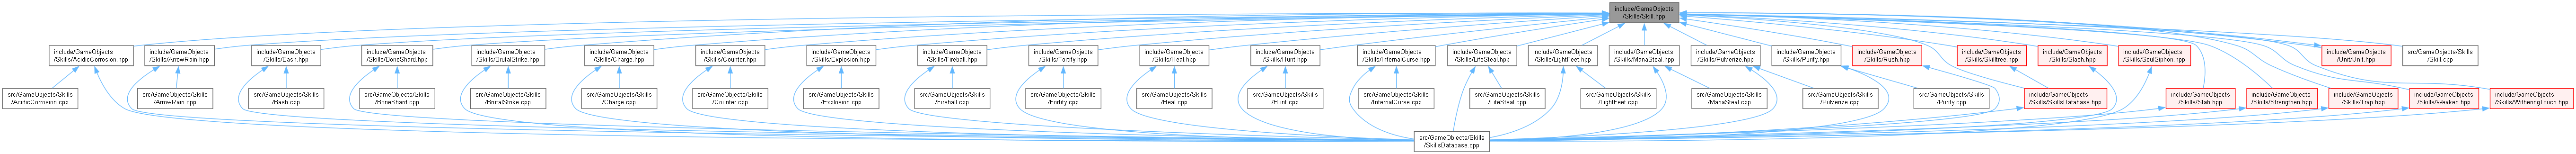 include/GameObjects
/Skills/Skill.hpp
include/GameObjects
/Skills/AcidicCorrosion.hpp
include/GameObjects
/Skills/ArrowRain.hpp
include/GameObjects
/Skills/Bash.hpp
include/GameObjects
/Skills/BoneShard.hpp
include/GameObjects
/Skills/BrutalStrike.hpp
include/GameObjects
/Skills/Charge.hpp
include/GameObjects
/Skills/Counter.hpp
include/GameObjects
/Skills/Explosion.hpp
include/GameObjects
/Skills/Fireball.hpp
include/GameObjects
/Skills/Fortify.hpp
include/GameObjects
/Skills/Heal.hpp
include/GameObjects
/Skills/Hunt.hpp
include/GameObjects
/Skills/InfernalCurse.hpp
include/GameObjects
/Skills/LifeSteal.hpp
include/GameObjects
/Skills/LightFeet.hpp
include/GameObjects
/Skills/ManaSteal.hpp
include/GameObjects
/Skills/Pulverize.hpp
include/GameObjects
/Skills/Purify.hpp
include/GameObjects
/Skills/Rush.hpp
include/GameObjects
/Skills/Skilltree.hpp
include/GameObjects
/Skills/Slash.hpp
include/GameObjects
/Skills/SoulSiphon.hpp
include/GameObjects
/Unit/Unit.hpp
src/GameObjects/Skills
/Skill.cpp
src/GameObjects/Skills
/AcidicCorrosion.cpp
src/GameObjects/Skills
/ArrowRain.cpp
src/GameObjects/Skills
/Bash.cpp
src/GameObjects/Skills
/BoneShard.cpp
src/GameObjects/Skills
/BrutalStrike.cpp
src/GameObjects/Skills
/Charge.cpp
src/GameObjects/Skills
/Counter.cpp
src/GameObjects/Skills
/Explosion.cpp
src/GameObjects/Skills
/Fireball.cpp
src/GameObjects/Skills
/Fortify.cpp
src/GameObjects/Skills
/Heal.cpp
src/GameObjects/Skills
/Hunt.cpp
src/GameObjects/Skills
/InfernalCurse.cpp
src/GameObjects/Skills
/LifeSteal.cpp
src/GameObjects/Skills
/LightFeet.cpp
src/GameObjects/Skills
/ManaSteal.cpp
src/GameObjects/Skills
/Pulverize.cpp
src/GameObjects/Skills
/Purify.cpp
include/GameObjects
/Skills/SkillsDatabase.hpp
include/GameObjects
/Skills/Stab.hpp
include/GameObjects
/Skills/Strengthen.hpp
include/GameObjects
/Skills/Trap.hpp
include/GameObjects
/Skills/Weaken.hpp
include/GameObjects
/Skills/WitheringTouch.hpp
src/GameObjects/Skills
/SkillsDatabase.cpp